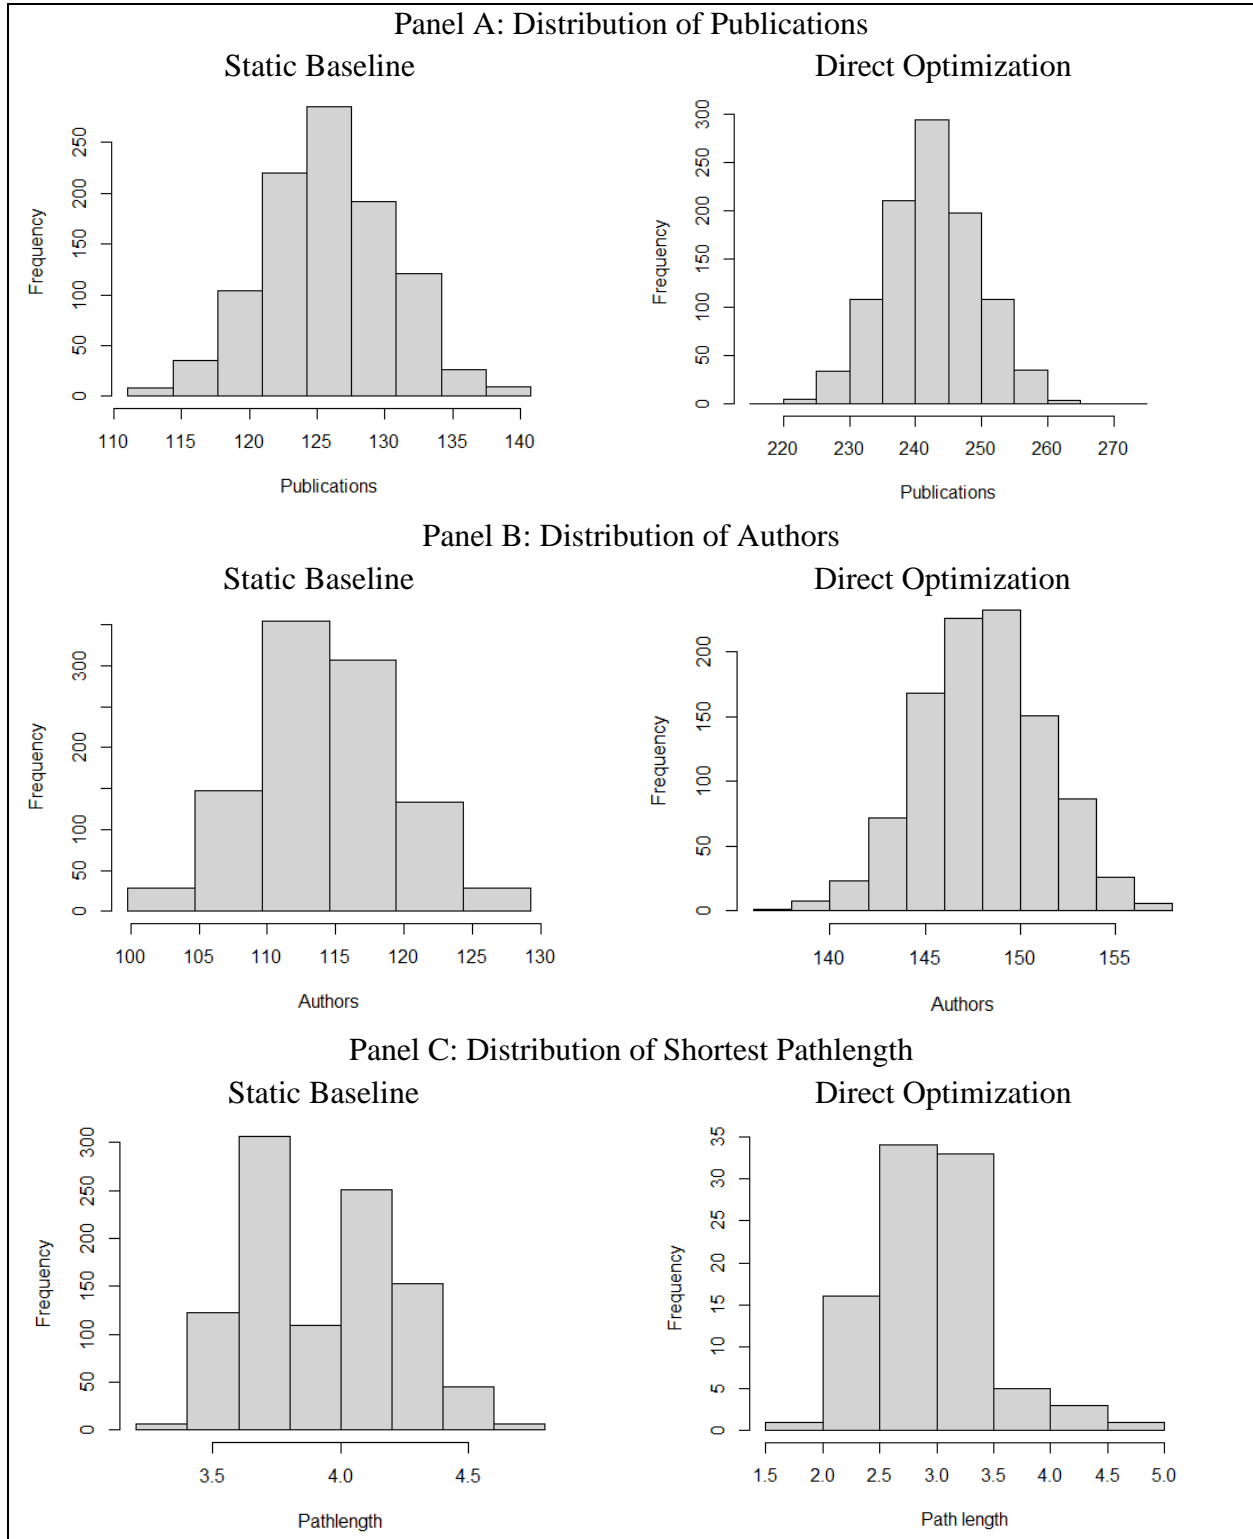 Panel A: Distribution of Publications
Static Baseline
Direct Optimization
Frequency
0 50 100 150 200 250
110 115 120 125 130 135 140
Publications
Frequency
0 50 100 150 200 250 300
220 230 240 250 260 270
Publications
Panel B: Distribution of Authors
Static Baseline
Direct Optimization
Frequency
0 50 100 200 300
100 105 110 115 120 125 130
Authors
Frequency
0 50 100 150 200
140 145 150 155
Authors
Panel C: Distribution of Shortest Pathlength
Static Baseline
Direct Optimization
Frequency
0 50 100 150 200 250 300
3.5 4.0 4.5
Pathlength
Frequency
0 5 10 15 20 25 30 35
1.5 2.0 2.5 3.0 3.5 4.0 4.5 5.0
Path length